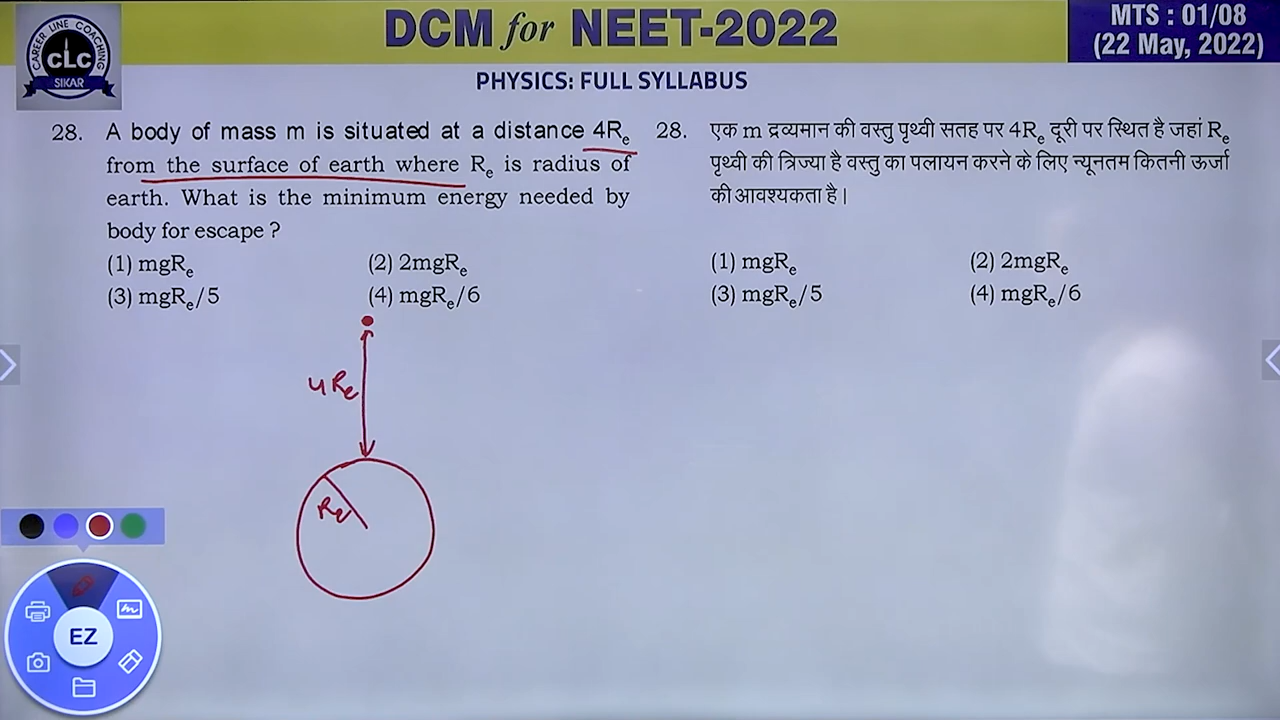 CAREER LINE COACHING
CLC
SIKAR
DCM for NEET-2022
MTS : 01/08
(22 May, 2022)
PHYSICS: FULL SYLLABUS
28. A body of mass m is situated at a distance 4Re
from the surface of earth where Re is radius of
earth. What is the minimum energy needed by
body for escape ?
(1) mgRe (2) 2mgRe
(3) mgRe/5 (4) mgRe/6
28. एक m द्रव्यमान की वस्तु पृथ्वी सतह पर 4Re दूरी पर स्थित है जहां Re
पृथ्वी की त्रिज्या है वस्तु का पलायन करने के लिए न्यूनतम कितनी ऊर्जा
की आवश्यकता है।
(1) mgRe (2) 2mgRe
(3) mgRe/5 (4) mgRe/6
4Re
Re
EZ